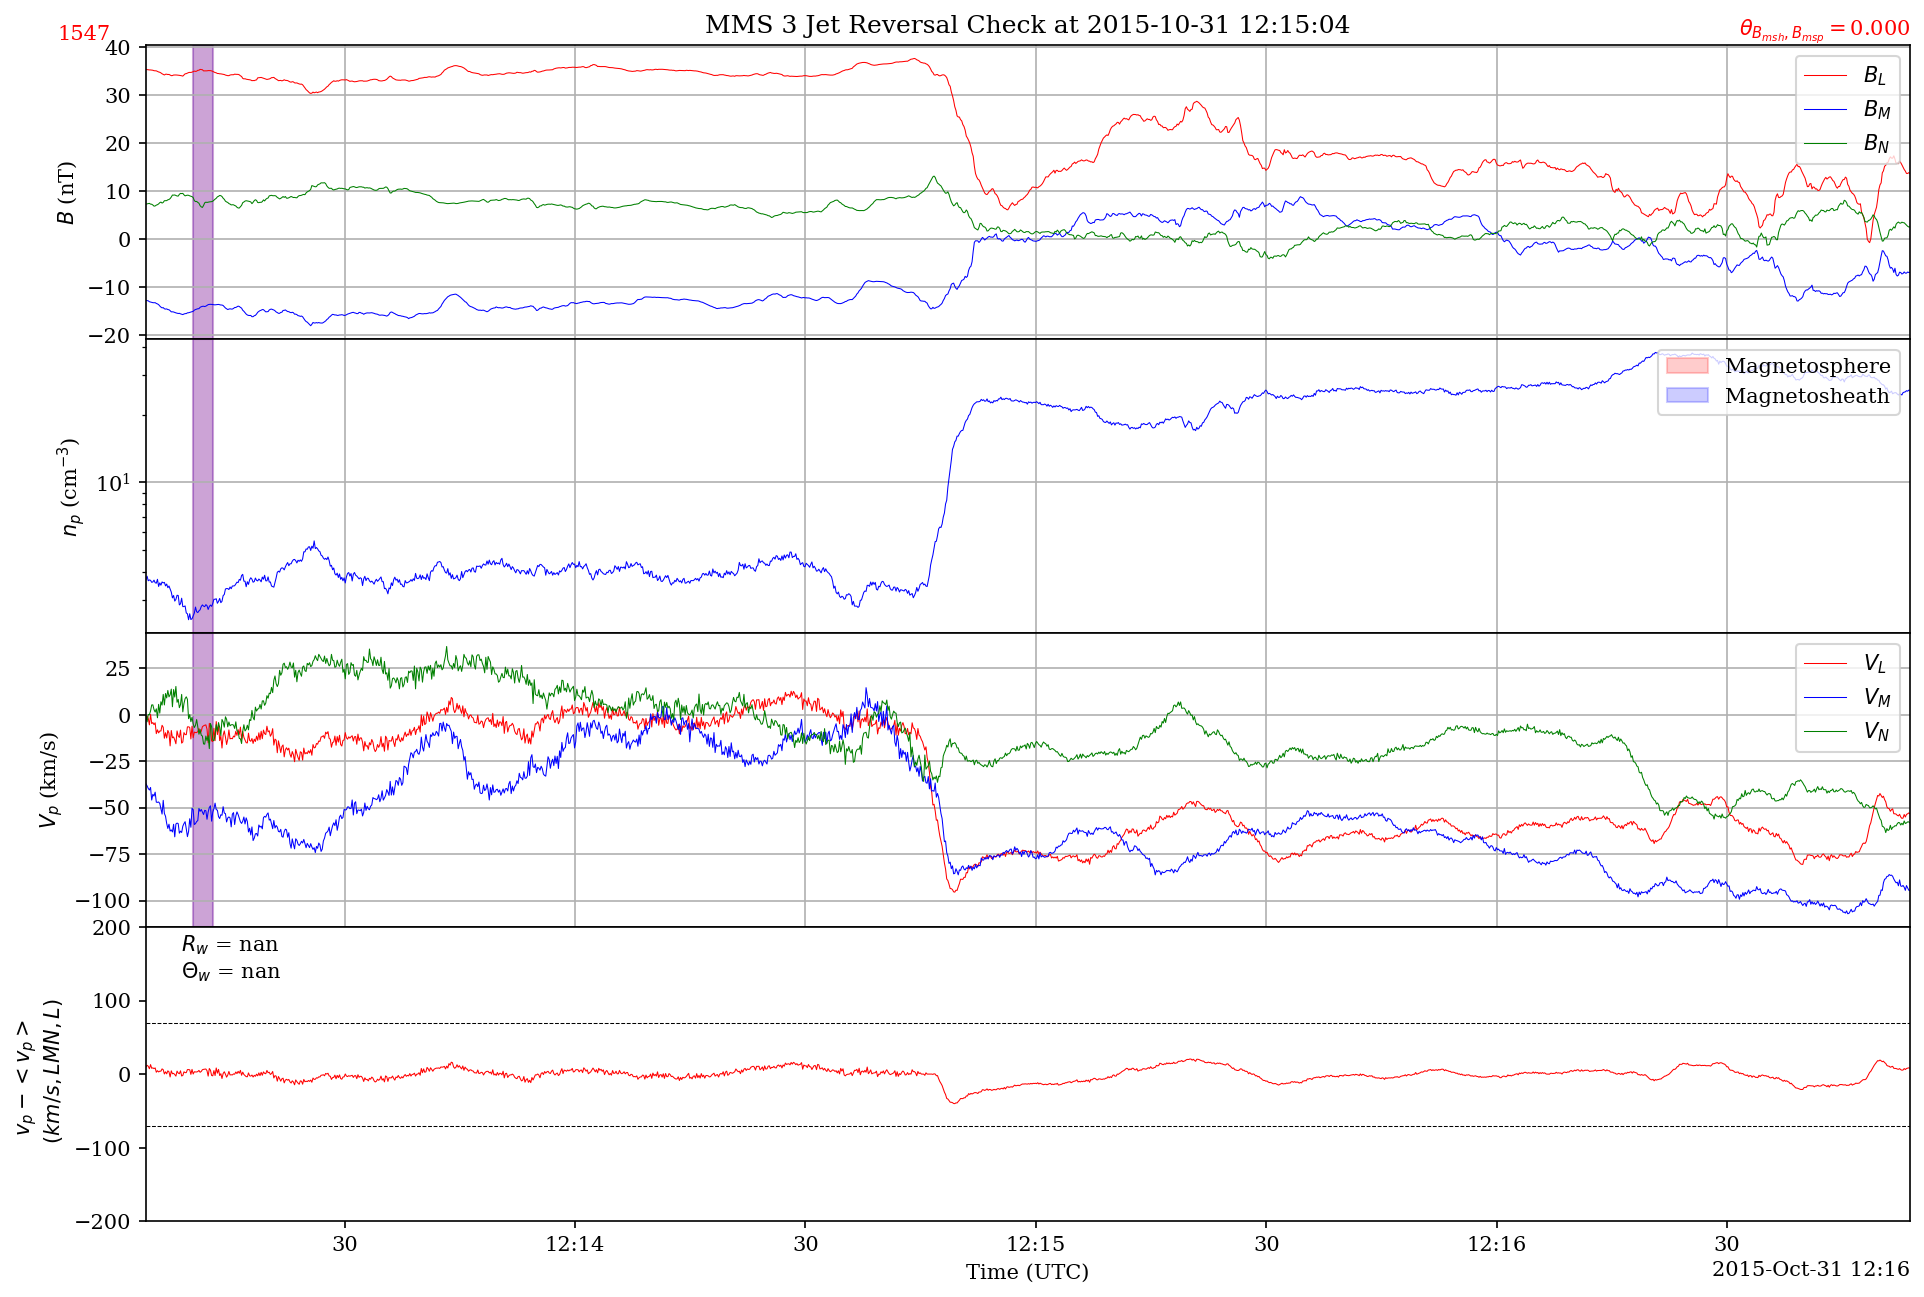 MMS 3 Jet Reversal Check at 2015-10-31 12:15:04
1547
θ_{B_{msh}, B_{msp}} = 0.000
40
30
20
10
0
−10
−20
B (nT)
B_L
B_M
B_N
10^1
n_p (cm^{-3})
Magnetosphere
Magnetosheath
25
0
−25
−50
−75
−100
V_p (km/s)
V_L
V_M
V_N
200
100
0
−100
−200
v_p − < v_p >
(km/s, LMN, L)
R_w = nan
Θ_w = nan
30 12:14 30 12:15 30 12:16 30
Time (UTC)
2015-Oct-31 12:16